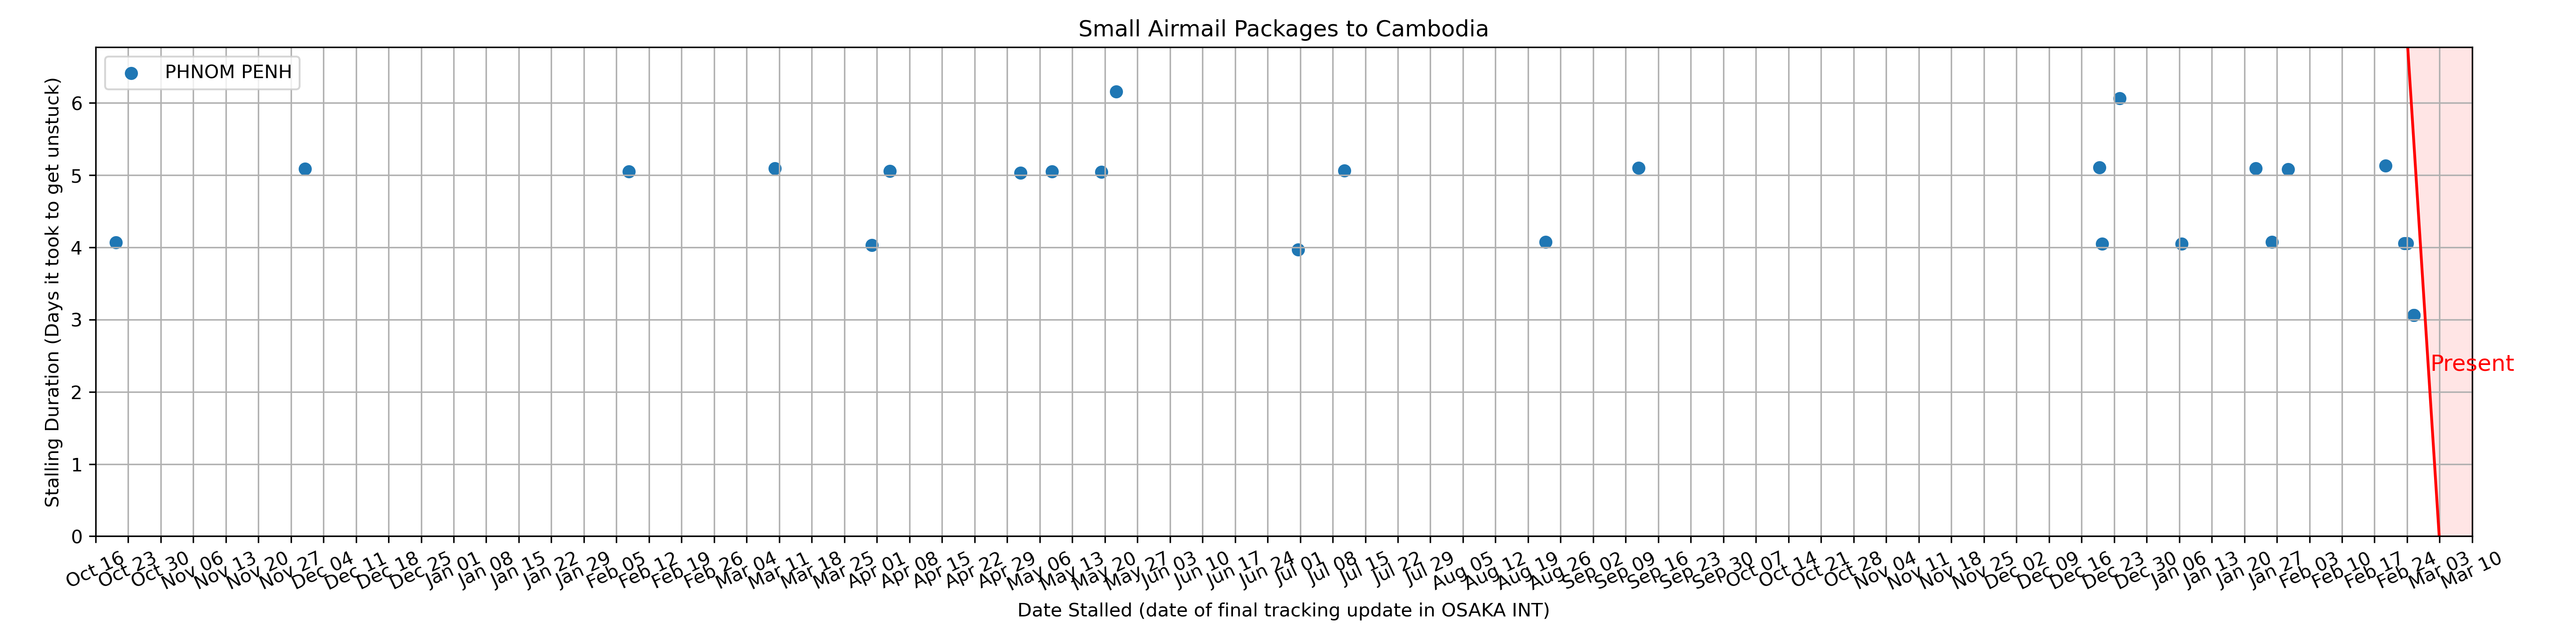 Small Airmail Packages to Cambodia
PHNOM PENH
Stalling Duration (Days it took to get unstuck)
6
5
4
3
2
1
0
Present
Oct 16 Oct 23 Oct 30 Nov 06 Nov 13 Nov 20 Nov 27 Dec 04 Dec 11 Dec 18 Dec 25 Jan 01 Jan 08 Jan 15 Jan 22 Jan 29 Feb 05 Feb 12 Feb 19 Feb 26 Mar 04 Mar 11 Mar 18 Mar 25 Apr 01 Apr 08 Apr 15 Apr 22 Apr 29 May 06 May 13 May 20 May 27 Jun 03 Jun 10 Jun 17 Jun 24 Jul 01 Jul 08 Jul 15 Jul 22 Jul 29 Aug 05 Aug 12 Aug 19 Aug 26 Sep 02 Sep 09 Sep 16 Sep 23 Sep 30 Oct 07 Oct 14 Oct 21 Oct 28 Nov 04 Nov 11 Nov 18 Nov 25 Dec 02 Dec 09 Dec 16 Dec 23 Dec 30 Jan 06 Jan 13 Jan 20 Jan 27 Feb 03 Feb 10 Feb 17 Feb 24 Mar 03 Mar 10
Date Stalled (date of final tracking update in OSAKA INT)